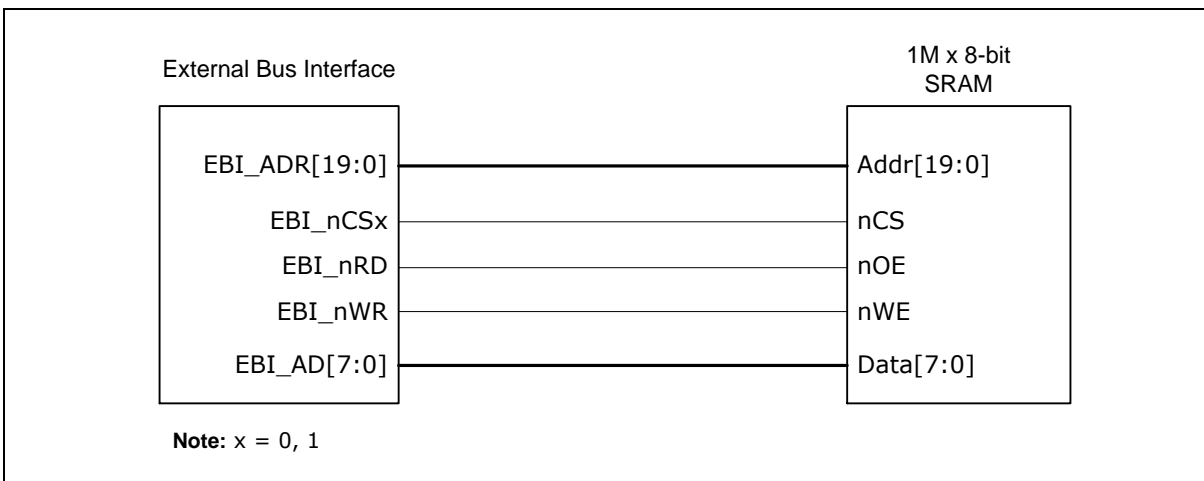 External Bus Interface
1M x 8-bit
SRAM
EBI_ADR[19:0]
Addr[19:0]
EBI_nCSx
nCS
EBI_nRD
nOE
EBI_nWR
nWE
EBI_AD[7:0]
Data[7:0]
Note: x = 0, 1